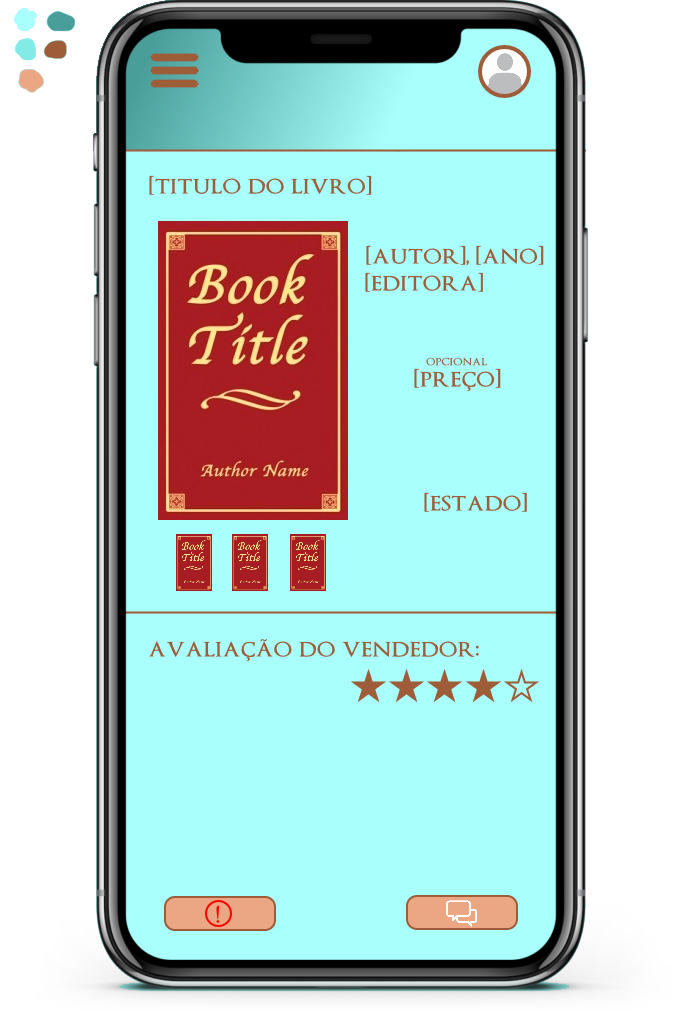 [TITULO DO LIVRO]
Book
Title
Author Name
[AUTOR], [ANO]
[EDITORA]
OPCIONAL
[PREÇO]
[ESTADO]
Book
Title
Book
Title
Book
Title
AVALIAÇÃO DO VENDEDOR: